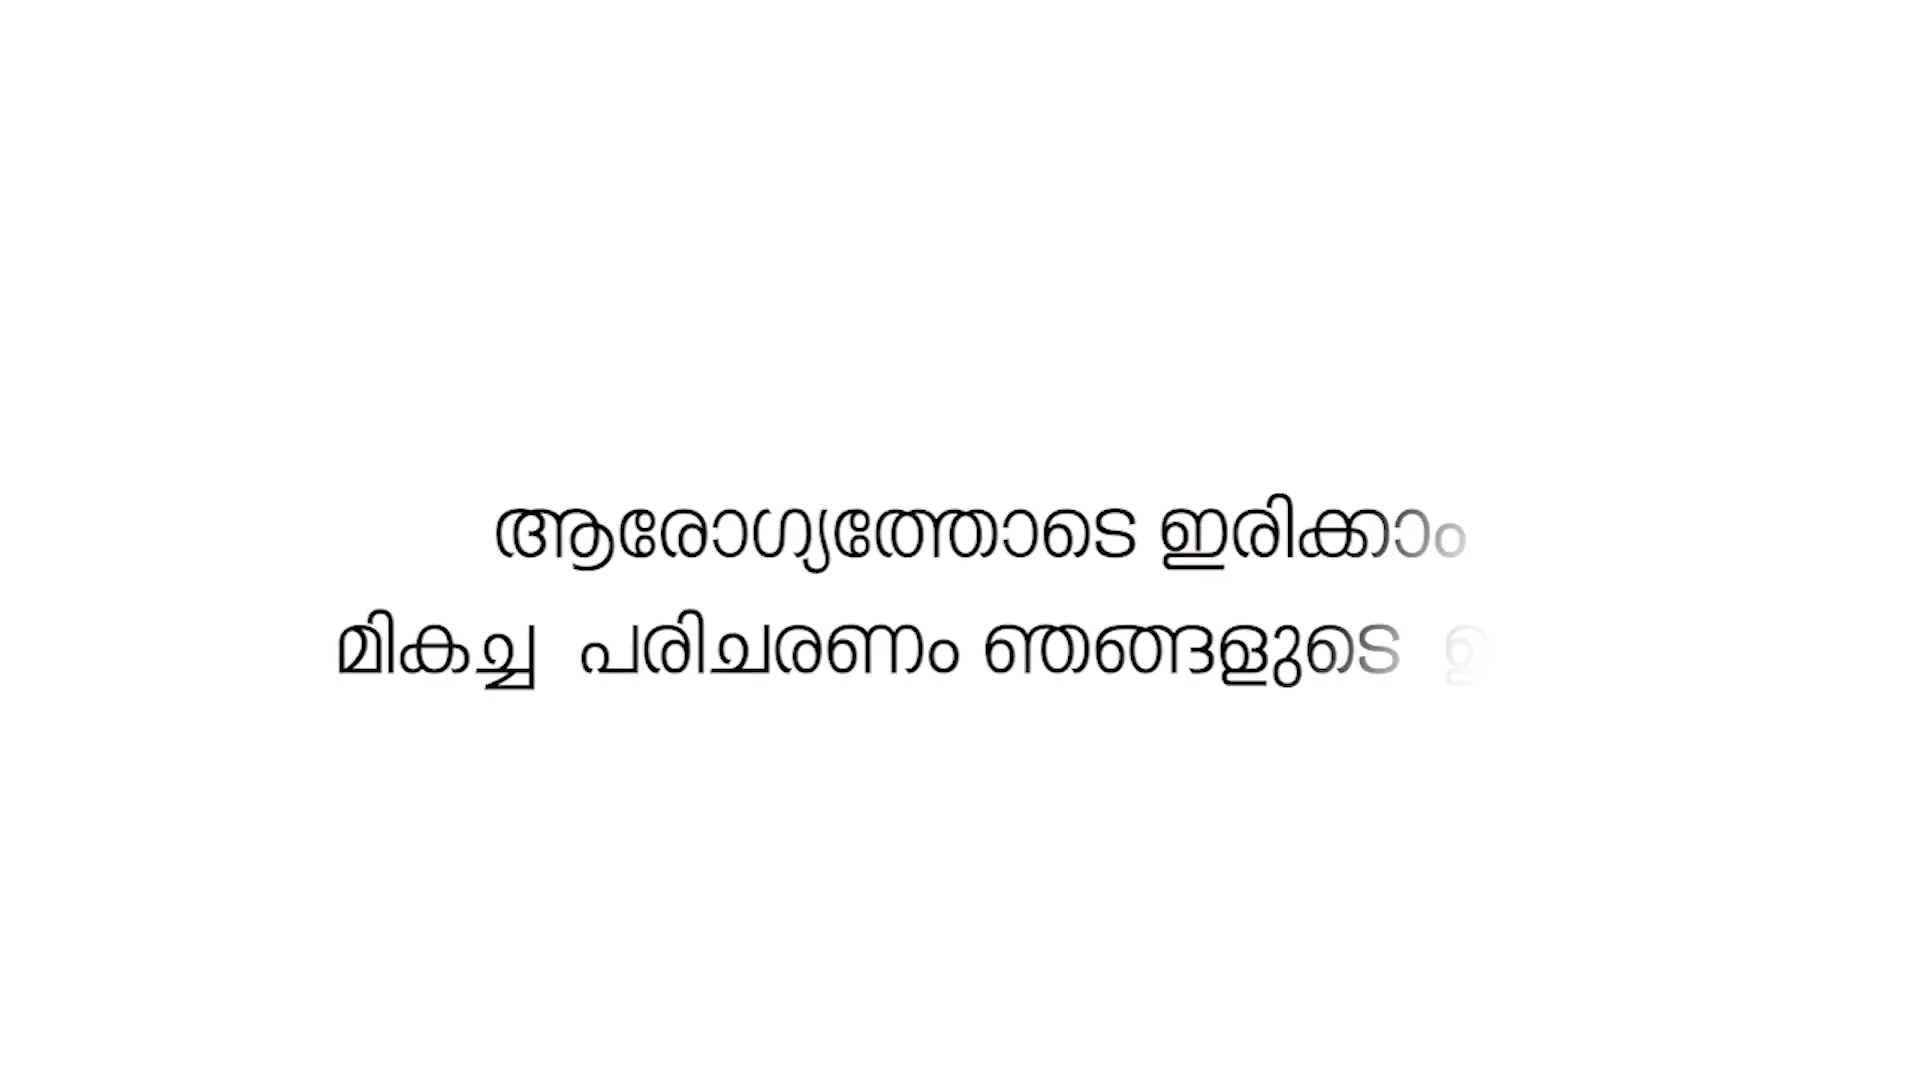 ആരോഗ്യത്തോടെ ഇരിക്കാം
മികച്ച പരിചരണം ഞങ്ങളുടെ